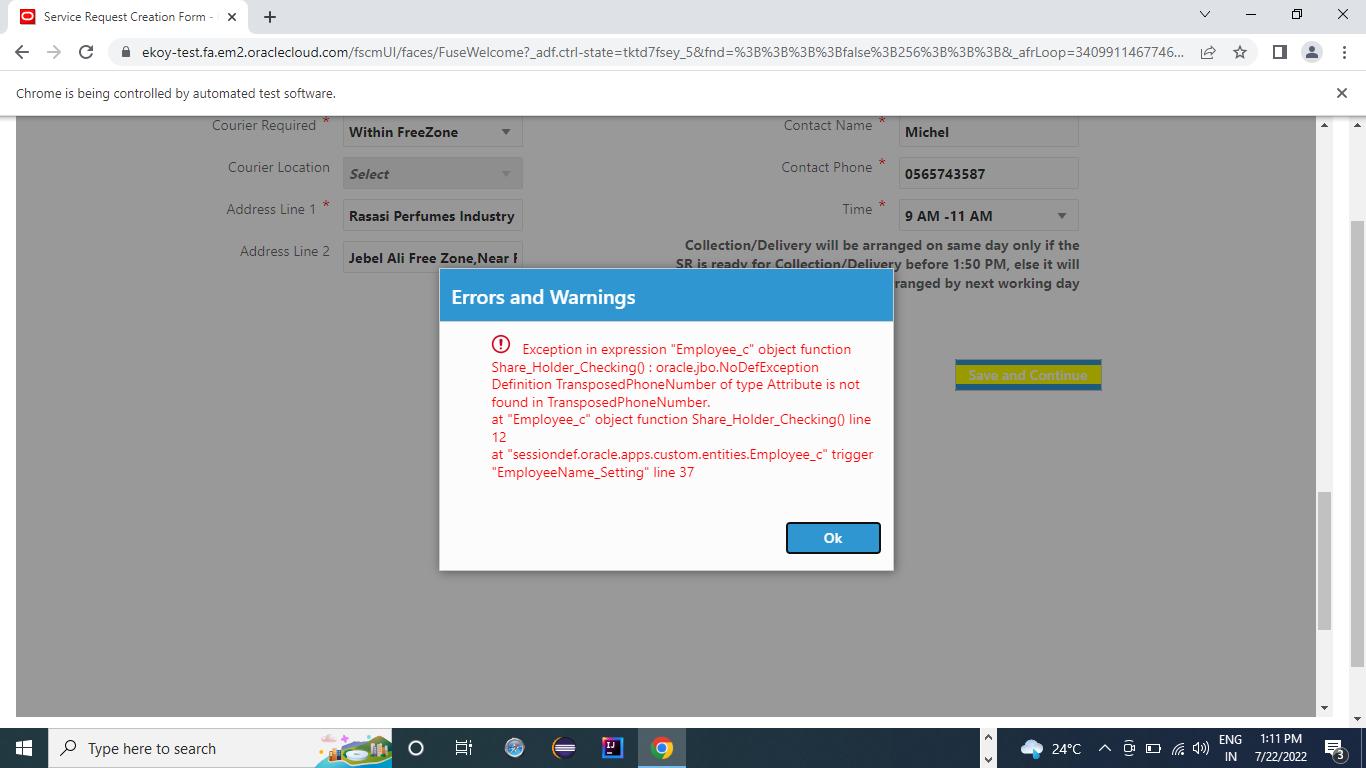 Service Request Creation Form -
ekoy-test.fa.em2.oraclecloud.com/fscmUI/faces/FuseWelcome?_adf.ctrl-state=tktd7fsey_5&fnd=%3B%3B%3B%3Bfalse%3B256%3B%3B%3B&_afrLoop=3409911467746...
Chrome is being controlled by automated test software.
Courier Required *
Within FreeZone
Contact Name *
Michel
Courier Location
Select
Contact Phone *
0565743587
Address Line 1 *
Rasasi Perfumes Industry
Time *
9 AM -11 AM
Address Line 2
Jebel Ali Free Zone,Near
Collection/Delivery will be arranged on same day only if the
SR is ready for Collection/Delivery before 1:50 PM, else it will
ranged by next working day
Errors and Warnings
Exception in expression "Employee_c" object function
Share_Holder_Checking() : oracle.jbo.NoDefException
Definition TransposedPhoneNumber of type Attribute is not
found in TransposedPhoneNumber.
at "Employee_c" object function Share_Holder_Checking() line
12
at "sessiondef.oracle.apps.custom.entities.Employee_c" trigger
"EmployeeName_Setting" line 37
Ok
Save and Continue
Type here to search
24°C
ENG
IN
1:11 PM
7/22/2022
3